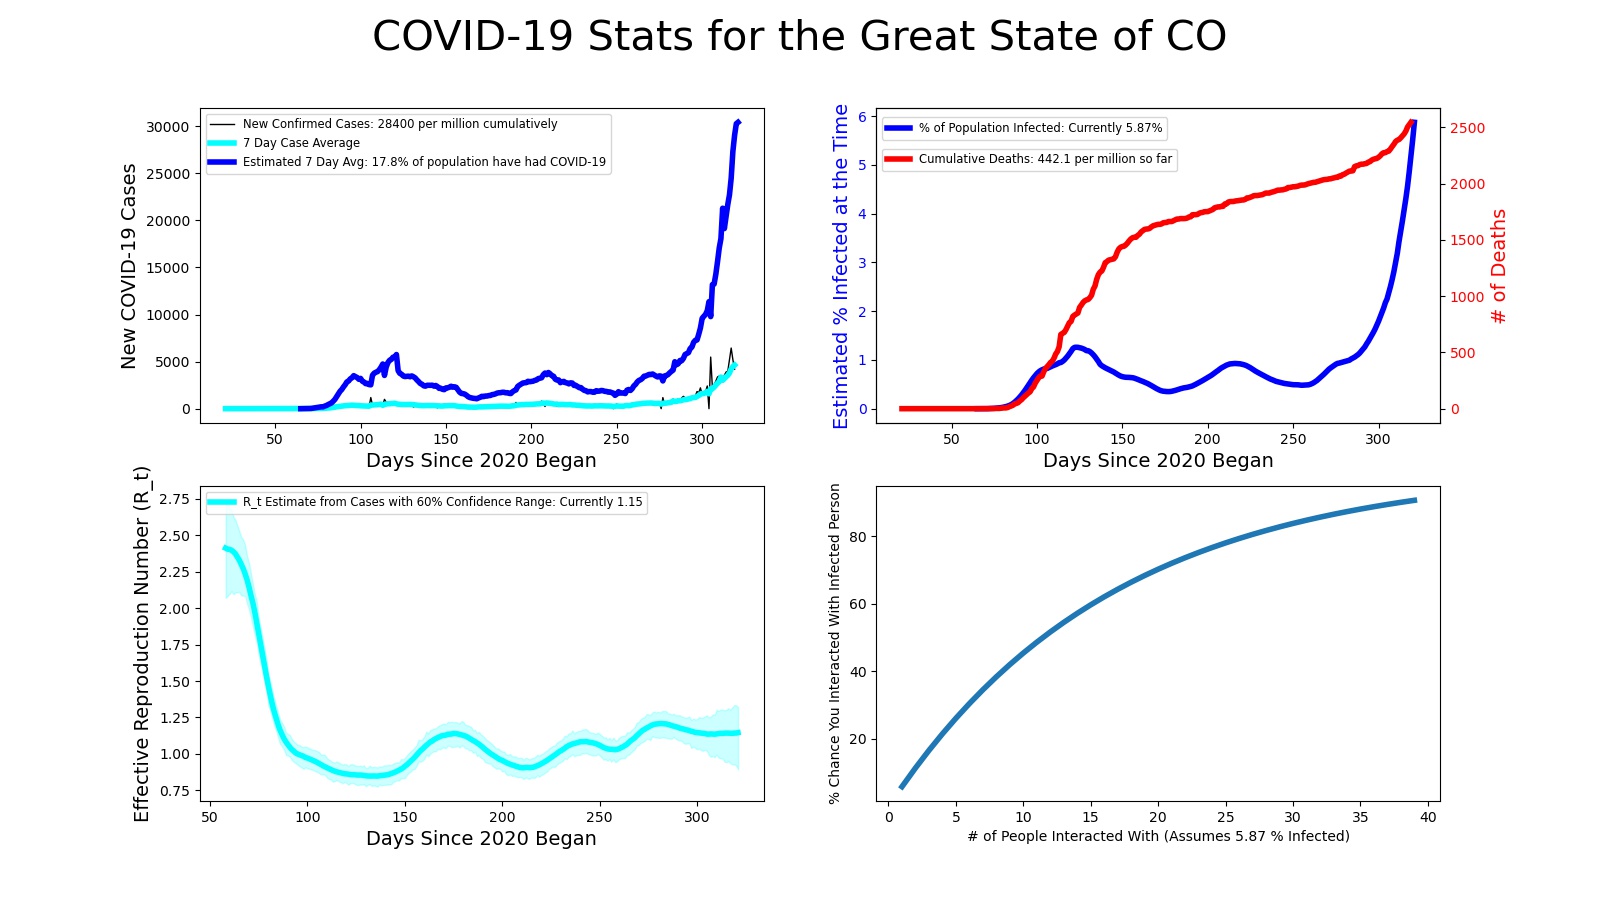 COVID-19 Stats for the Great State of CO
New COVID-19 Cases
30000
25000
20000
15000
10000
5000
0
New Confirmed Cases: 28400 per million cumulatively
7 Day Case Average
Estimated 7 Day Avg: 17.8% of population have had COVID-19
50 100 150 200 250 300
Days Since 2020 Began
Estimated % Infected at the Time
6
5
4
3
2
1
0
% of Population Infected: Currently 5.87%
Cumulative Deaths: 442.1 per million so far
2500
2000
1500
1000
500
0
# of Deaths
50 100 150 200 250 300
Days Since 2020 Began
Effective Reproduction Number (R_t)
2.75
2.50
2.25
2.00
1.75
1.50
1.25
1.00
0.75
R_t Estimate from Cases with 60% Confidence Range: Currently 1.15
50 100 150 200 250 300
Days Since 2020 Began
% Chance You Interacted With Infected Person
80
60
40
20
0 5 10 15 20 25 30 35 40
# of People Interacted With (Assumes 5.87 % Infected)